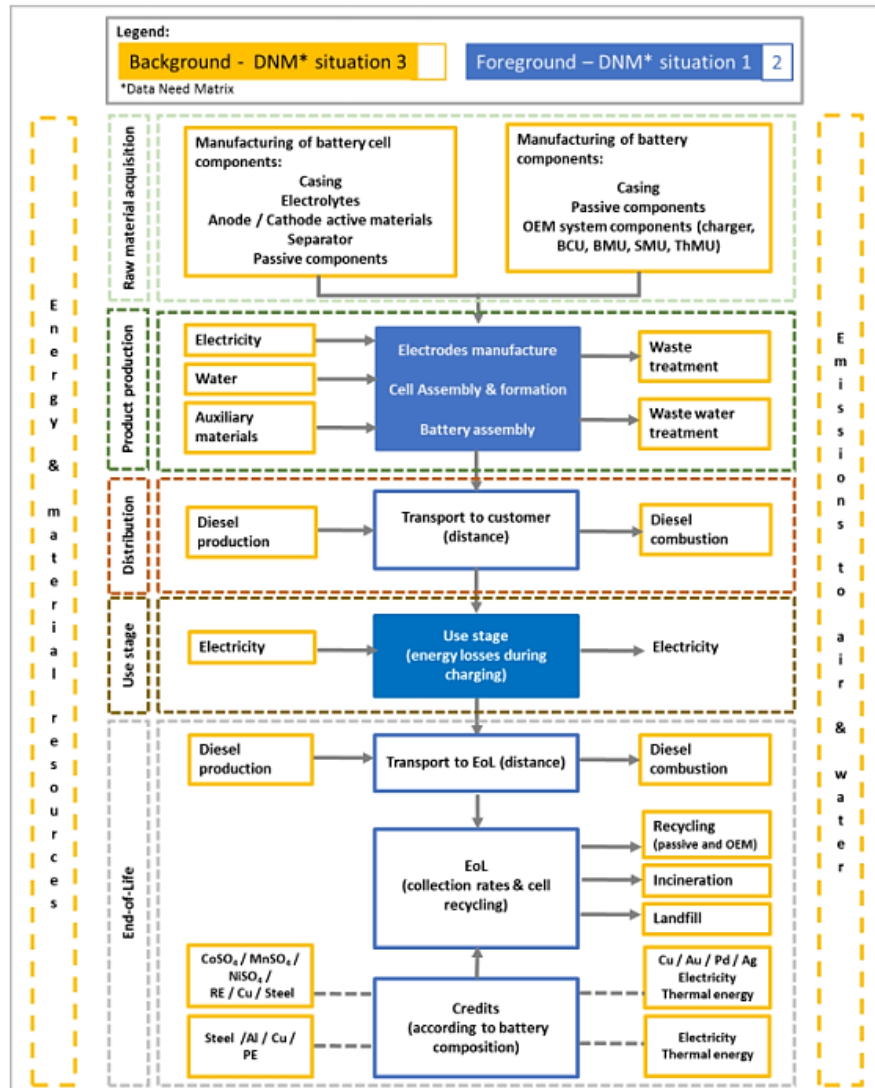 Legend:
Background - DNM* situation 3
Foreground – DNM* situation 1
2
*Data Need Matrix
Energy & material resources
Emissions to air & water
Raw material acquisition
Manufacturing of battery cell
components:
Casing
Electrolytes
Anode / Cathode active materials
Separator
Passive components
Manufacturing of battery
components:
Casing
Passive components
OEM system components (charger,
BCU, BMU, SMU, ThMU)
Product production
Electricity
Water
Auxiliary
materials
Electrodes manufacture
Cell Assembly & formation
Battery assembly
Waste
treatment
Waste water
treatment
Distribution
Diesel
production
Transport to customer
(distance)
Diesel
combustion
Use stage
Electricity
Use stage
(energy losses during
charging)
Electricity
End-of-Life
Diesel
production
Transport to EoL (distance)
Diesel
combustion
EoL
(collection rates & cell
recycling)
Recycling
(passive and OEM)
Incineration
Landfill
CoSO₄ / MnSO₄ /
NiSO₄ /
RE / Cu / Steel
Steel /Al / Cu /
PE
Credits
(according to battery
composition)
Cu / Au / Pd / Ag
Electricity
Thermal energy
Electricity
Thermal energy